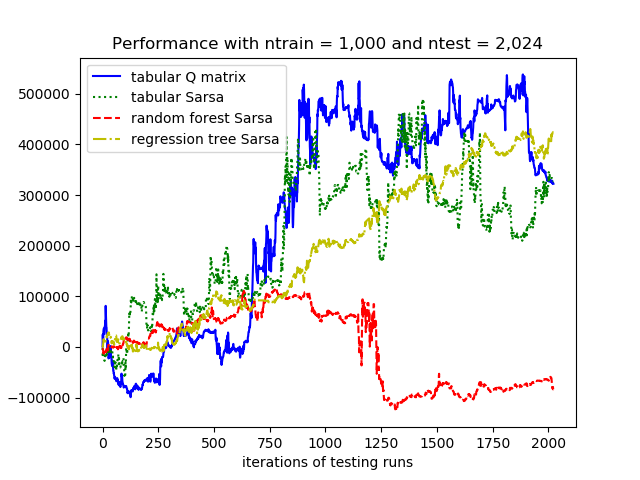 Performance with ntrain = 1,000 and ntest = 2,024
tabular Q matrix
tabular Sarsa
random forest Sarsa
regression tree Sarsa
500000
400000
300000
200000
100000
0
−100000
0 250 500 750 1000 1250 1500 1750 2000
iterations of testing runs